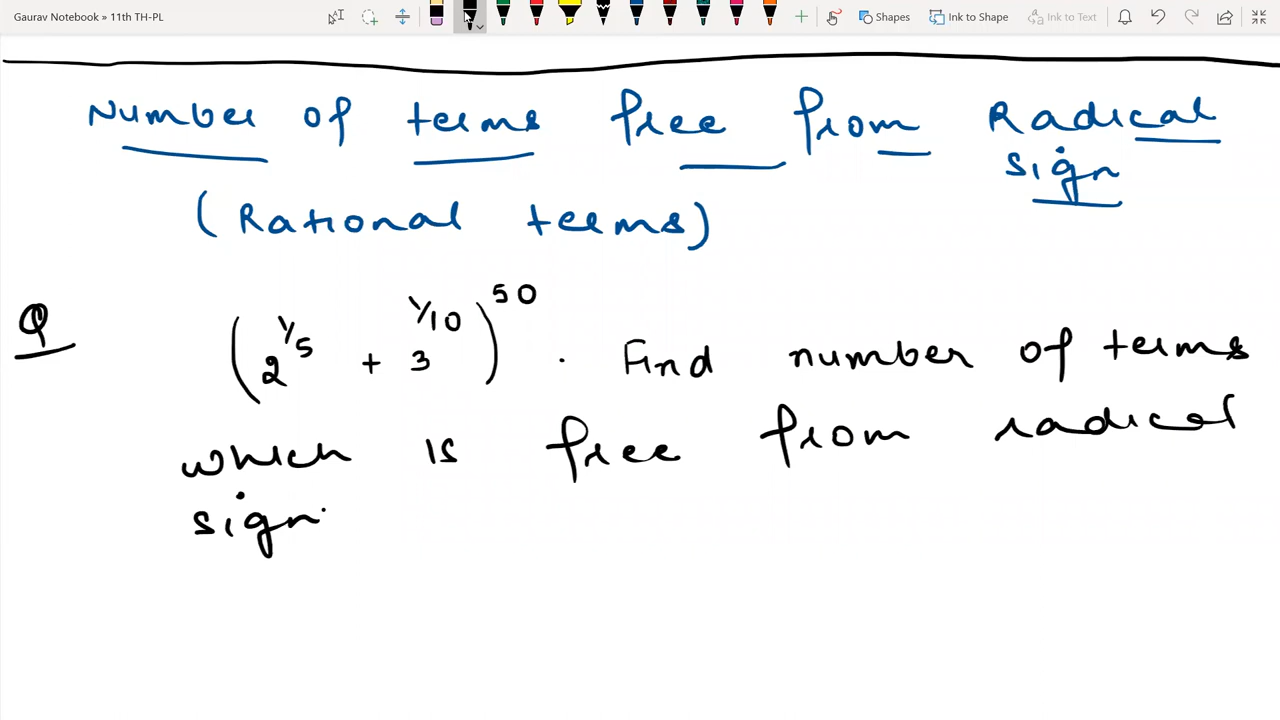 Gaurav Notebook » 11th TH-PL
Shapes
Ink to Shape
Ink to Text
Number of terms free from Radical
sign
(Rational terms)
Q (2^1/5 + 3^1/10)^50 . Find number of terms
which is free from radical
sign.